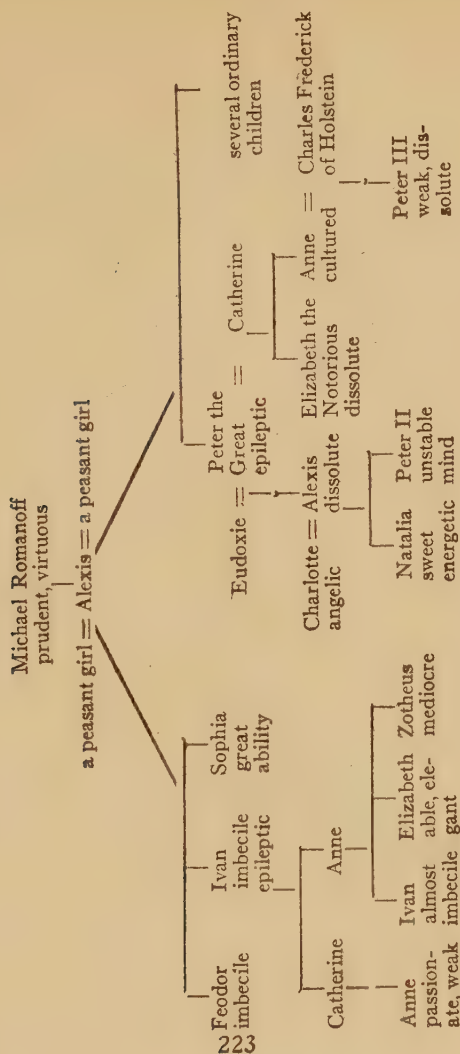 Michael Romanoff
prudent, virtuous
a peasant girl = Alexis = a peasant girl
Feodor
imbecile
Ivan
imbecile
epileptic
Sophia
great
ability
Peter the
Great
epileptic
several ordinary
children
Eudoxie =
= Catherine
Catherine
Anne
Charlotte = Alexis
angelic
dissolute
Elizabeth the
Notorious
dissolute
Anne
cultured
= Charles Frederick
of Holstein
Anne
passion-
ate, weak
Ivan
almost
imbecile
Elizabeth
able, ele-
gant
Zotheus
mediocre
Natalia
sweet
energetic
Peter II
unstable
mind
Peter III
weak, dis-
solute
223